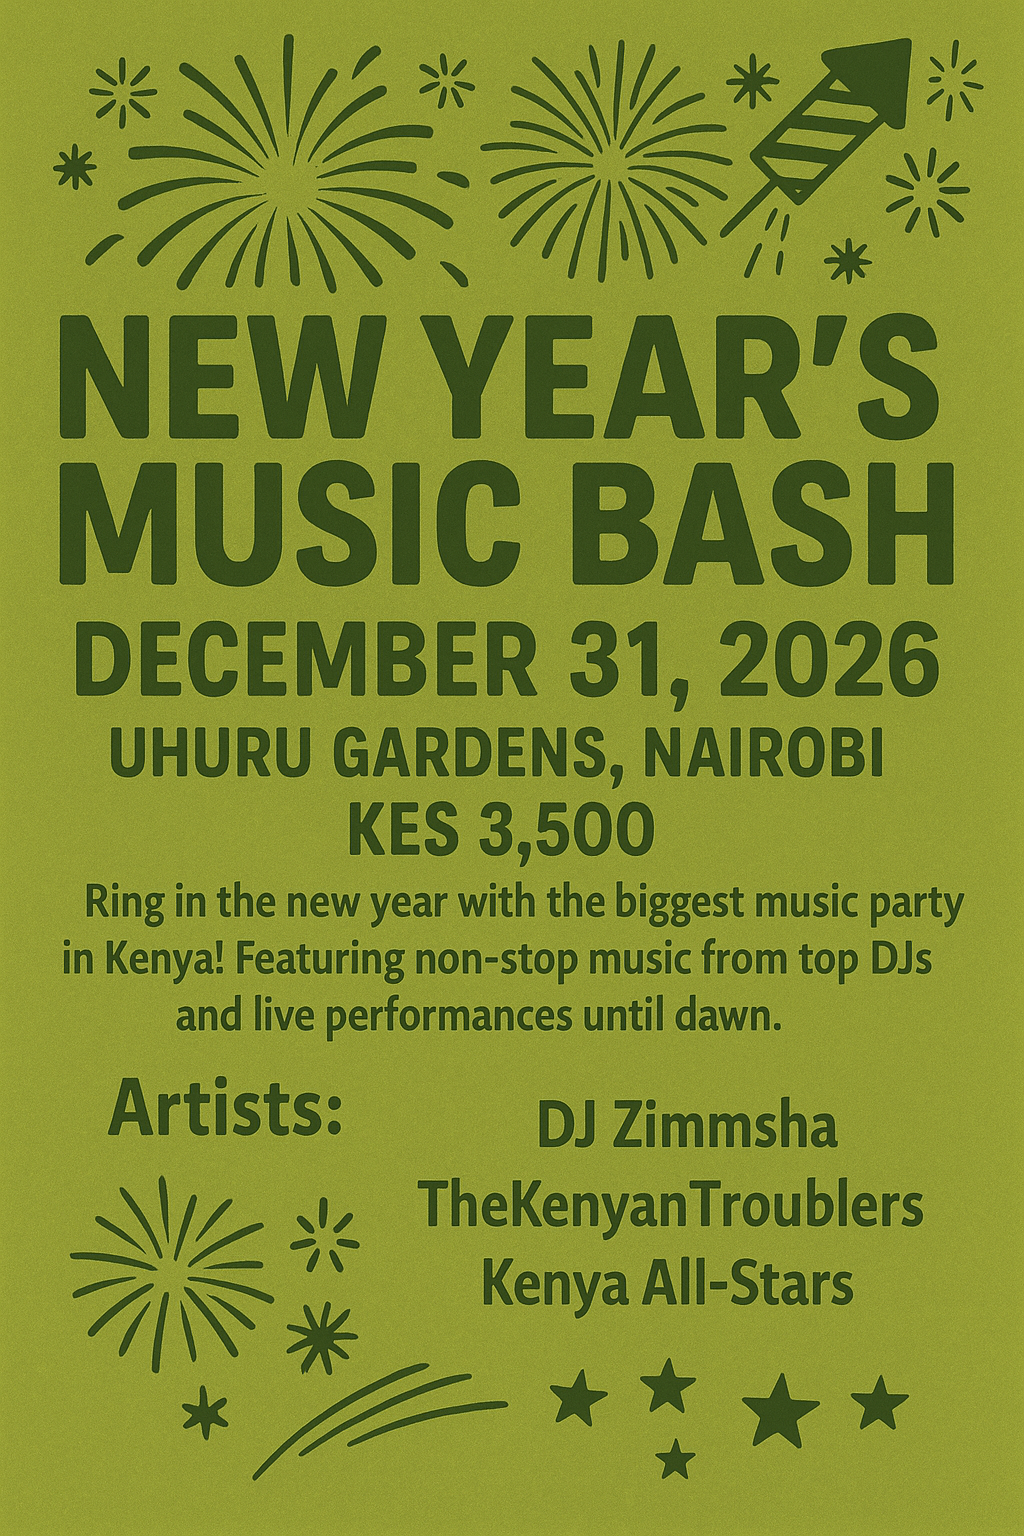 NEW YEAR'S
MUSIC BASH
DECEMBER 31, 2026
UHURU GARDENS, NAIROBI
KES 3,500
Ring in the new year with the biggest music party
in Kenya! Featuring non-stop music from top DJs
and live performances until dawn.
Artists:
DJ Zimmsha
TheKenyanTroublers
Kenya All-Stars